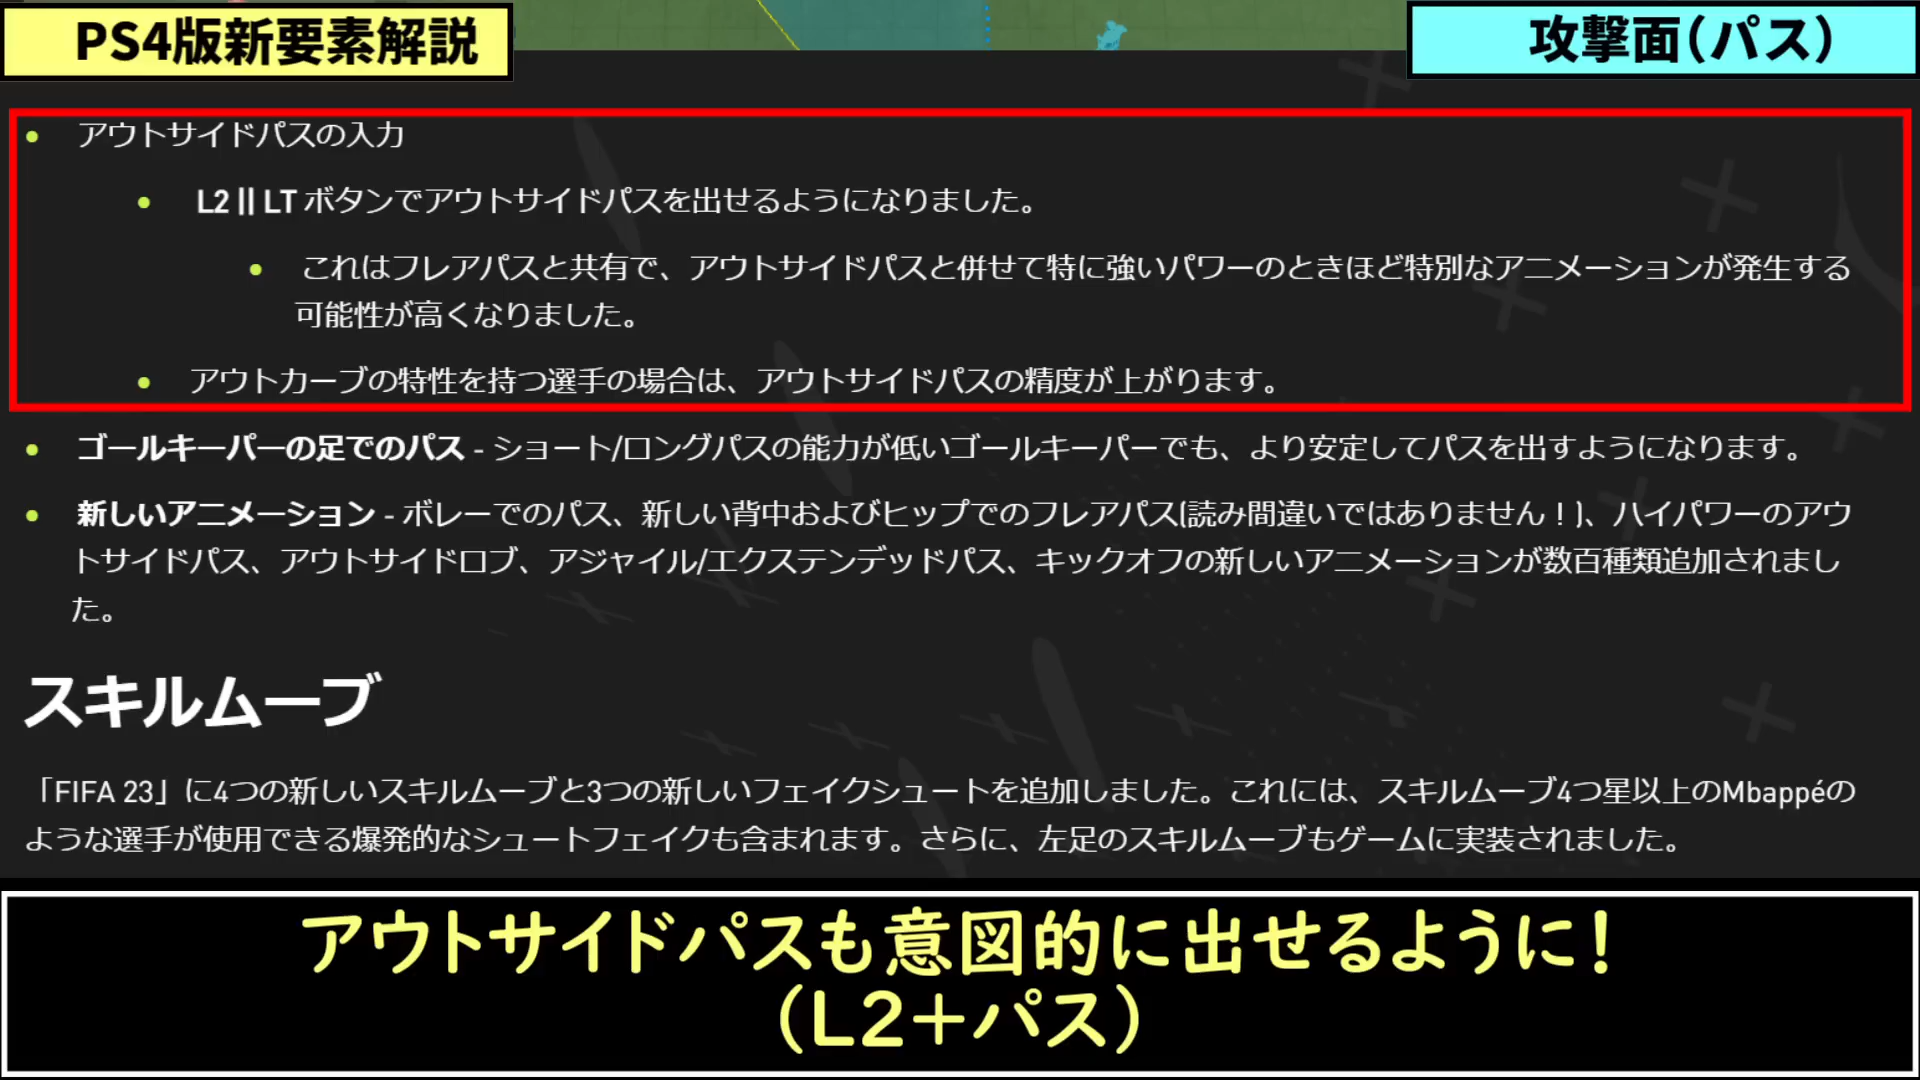 PS4版新要素解説
攻撃面(パス)
アウトサイドパスの入力
L2 || LT ボタンでアウトサイドパスを出せるようになりました。
これはフレアパスと共有で、アウトサイドパスと併せて特に強いパワーのときほど特別なアニメーションが発生する
可能性が高くなりました。
アウトカーブの特性を持つ選手の場合は、アウトサイドパスの精度が上がります。
ゴールキーパーの足でのパス - ショート/ロングパスの能力が低いゴールキーパーでも、より安定してパスを出すようになります。
新しいアニメーション - ボレーでのパス、新しい背中およびヒップでのフレアパス(読み間違いではありません！)、ハイパワーのアウ
トサイドパス、アウトサイドロブ、アジャイル/エクステンデッドパス、キックオフの新しいアニメーションが数百種類追加されまし
た。
スキルムーブ
「FIFA 23」に4つの新しいスキルムーブと3つの新しいフェイクシュートを追加しました。これには、スキルムーブ4つ星以上のMbappéの
ような選手が使用できる爆発的なシュートフェイクも含まれます。さらに、左足のスキルムーブもゲームに実装されました。
アウトサイドパスも意図的に出せるように！
(L2＋パス)